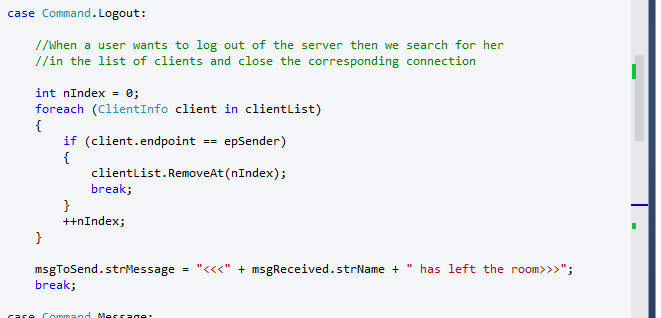 case Command.Logout:
//When a user wants to log out of the server then we search for her
//in the list of clients and close the corresponding connection
int nIndex = 0;
foreach (ClientInfo client in clientList)
{
if (client.endpoint == epSender)
{
clientList.RemoveAt(nIndex);
break;
}
++nIndex;
}
msgToSend.strMessage = "<<<" + msgReceived.strName + " has left the room>>>";
break;
case Command.Message: